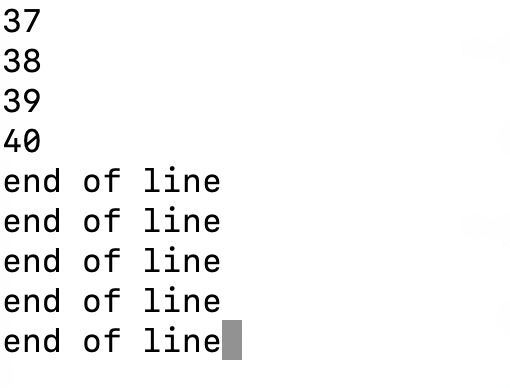 37
38
39
40
end of line
end of line
end of line
end of line
end of line